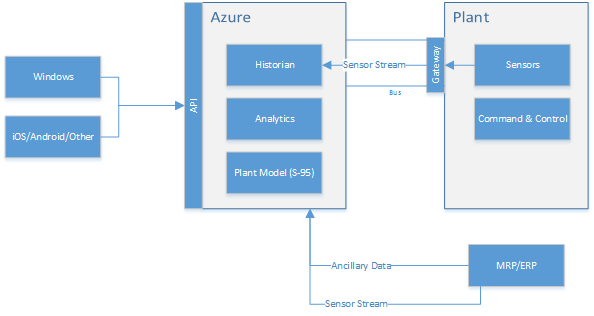 Azure
Plant
Windows
iOS/Android/Other
API
Historian
Analytics
Plant Model (S-95)
Sensor Stream
Bus
Gateway
Sensors
Command & Control
Ancillary Data
MRP/ERP
Sensor Stream